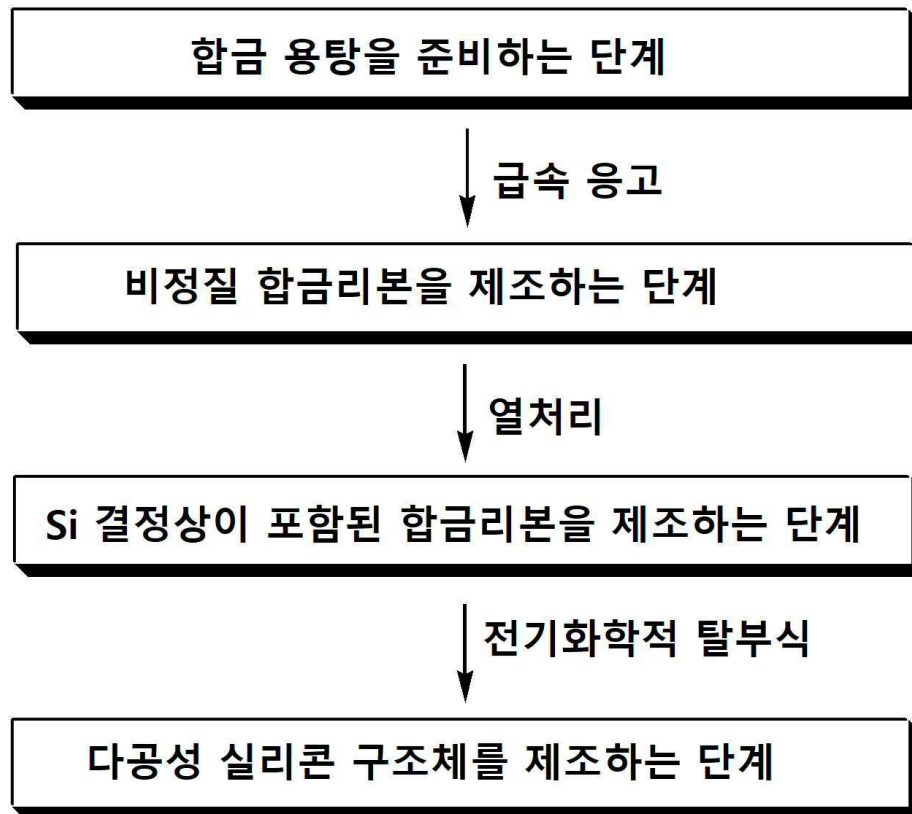 합금 용탕을 준비하는 단계
급속 응고
비정질 합금리본을 제조하는 단계
열처리
Si 결정상이 포함된 합금리본을 제조하는 단계
전기화학적 탈부식
다공성 실리콘 구조체를 제조하는 단계